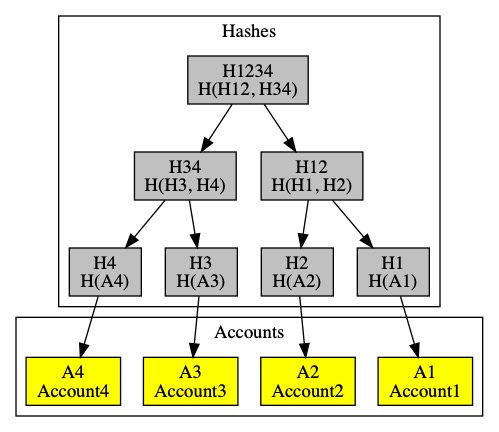 Hashes
H1234
H(H12, H34)
H34
H(H3, H4)
H12
H(H1, H2)
H4
H(A4)
H3
H(A3)
H2
H(A2)
H1
H(A1)
Accounts
A4
Account4
A3
Account3
A2
Account2
A1
Account1